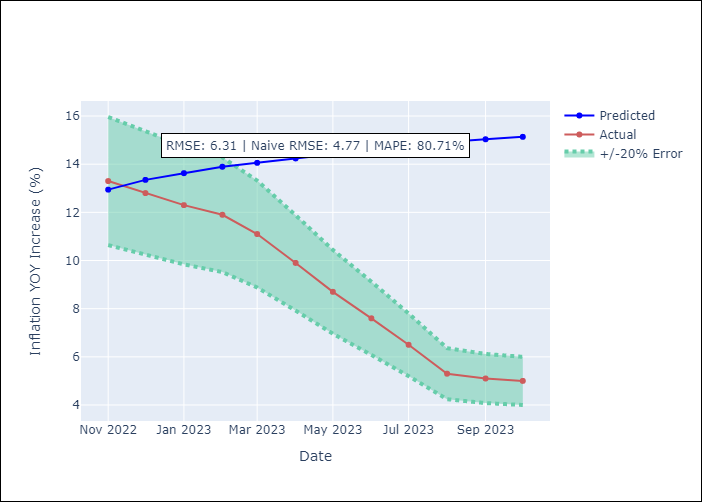 RMSE: 6.31 | Naive RMSE: 4.77 | MAPE: 80.71%
Predicted
Actual
+/-20% Error
Inflation YOY Increase (%)
16
14
12
10
8
6
4
Nov 2022
Jan 2023
Mar 2023
May 2023
Jul 2023
Sep 2023
Date